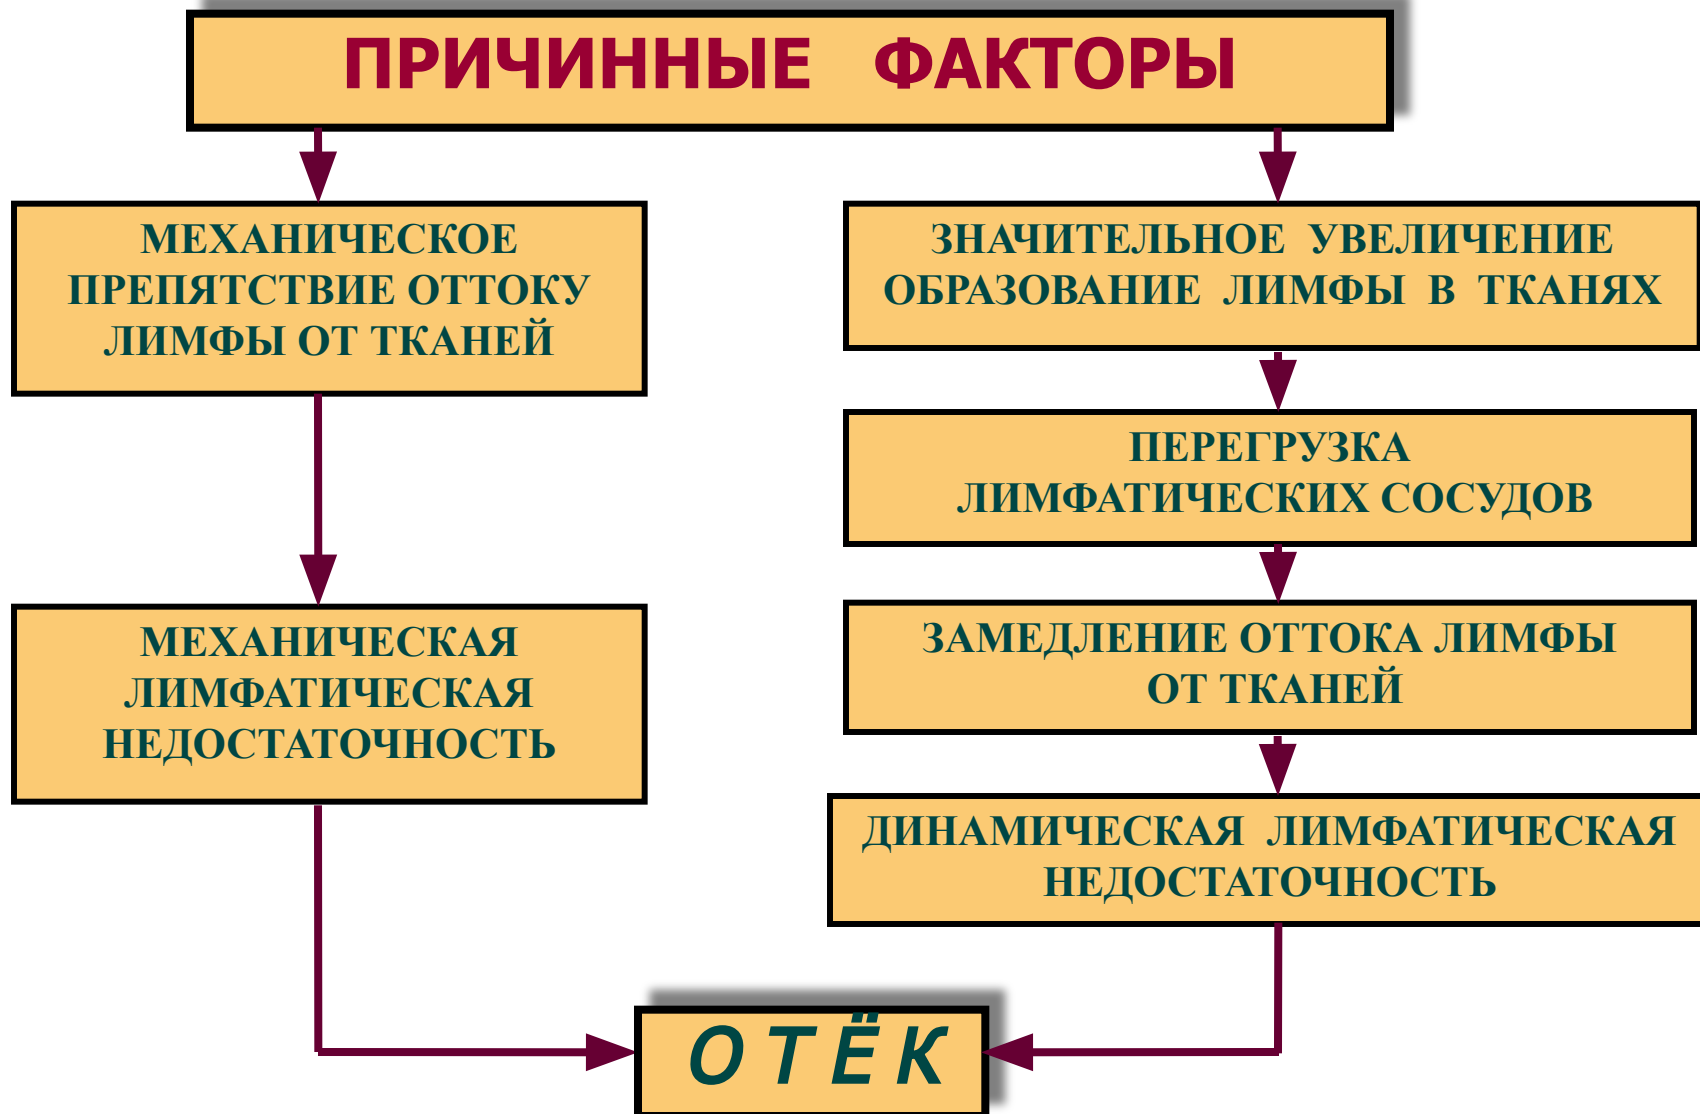 ПРИЧИННЫЕ ФАКТОРЫ
МЕХАНИЧЕСКОЕ
ПРЕПЯТСТВИЕ ОТТОКУ
ЛИМФЫ ОТ ТКАНЕЙ
МЕХАНИЧЕСКАЯ
ЛИМФАТИЧЕСКАЯ
НЕДОСТАТОЧНОСТЬ
ЗНАЧИТЕЛЬНОЕ УВЕЛИЧЕНИЕ
ОБРАЗОВАНИЕ ЛИМФЫ В ТКАНЯХ
ПЕРЕГРУЗКА
ЛИМФАТИЧЕСКИХ СОСУДОВ
ЗАМЕДЛЕНИЕ ОТТОКА ЛИМФЫ
ОТ ТКАНЕЙ
ДИНАМИЧЕСКАЯ ЛИМФАТИЧЕСКАЯ
НЕДОСТАТОЧНОСТЬ
О Т Ё К